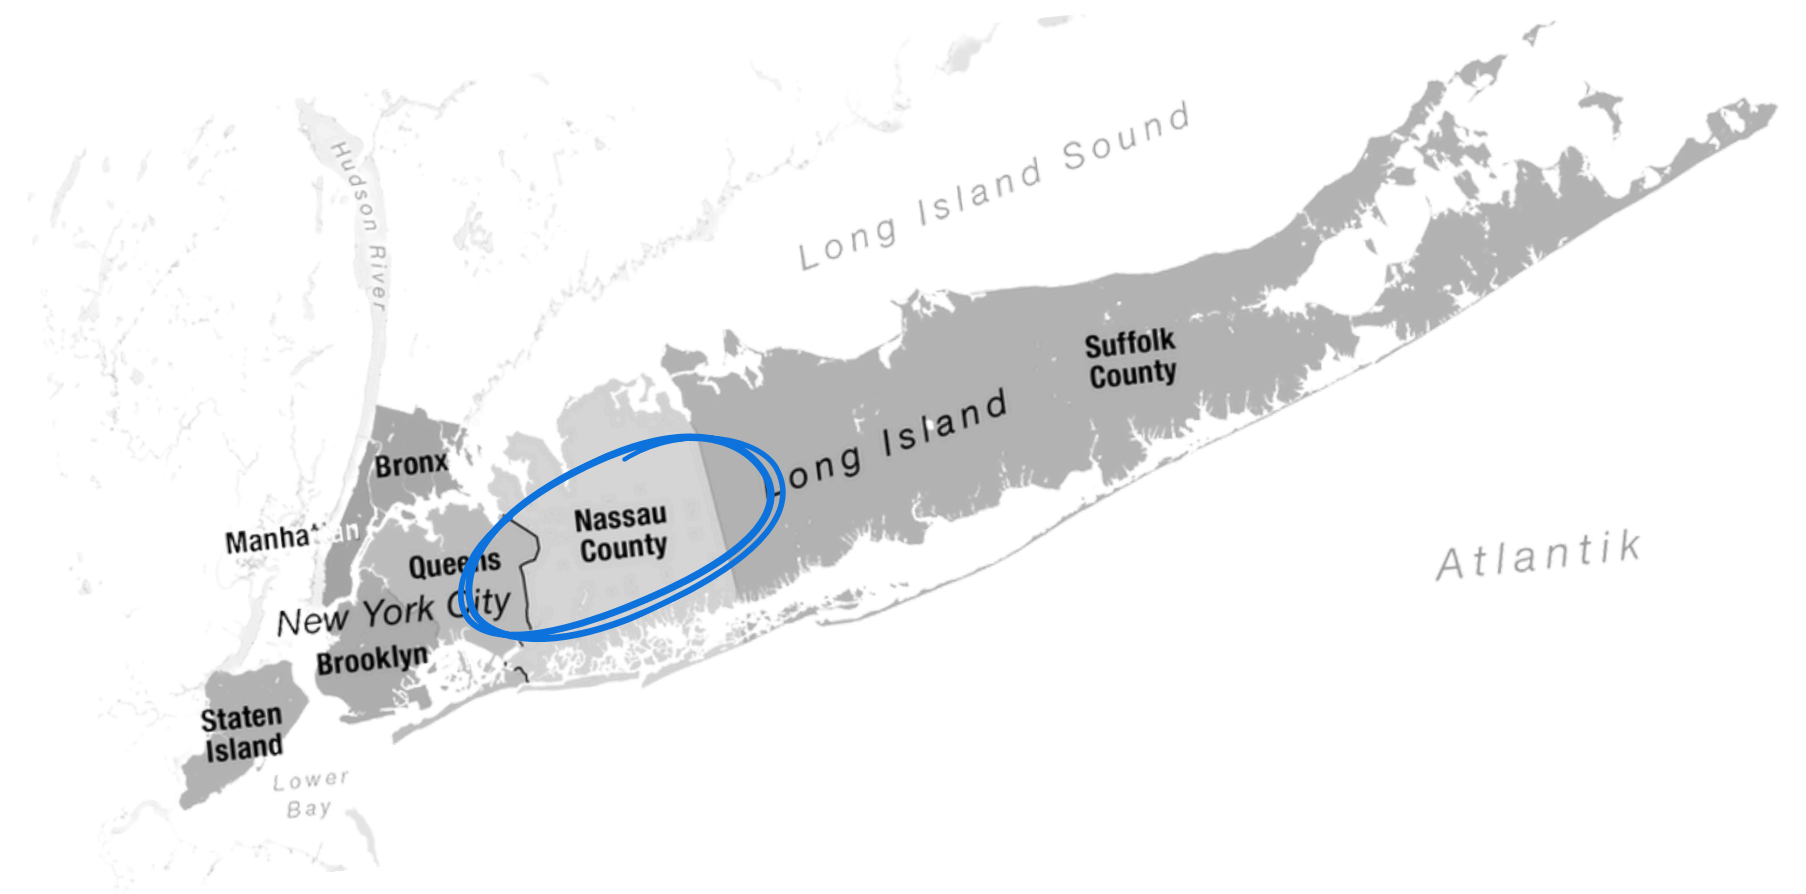 Long Island Sound
Hudson River
Suffolk
County
Long Island
Bronx
Nassau
County
Manhattan
Queens
Atlantik
New York City
Brooklyn
Staten
Island
Lower
Bay